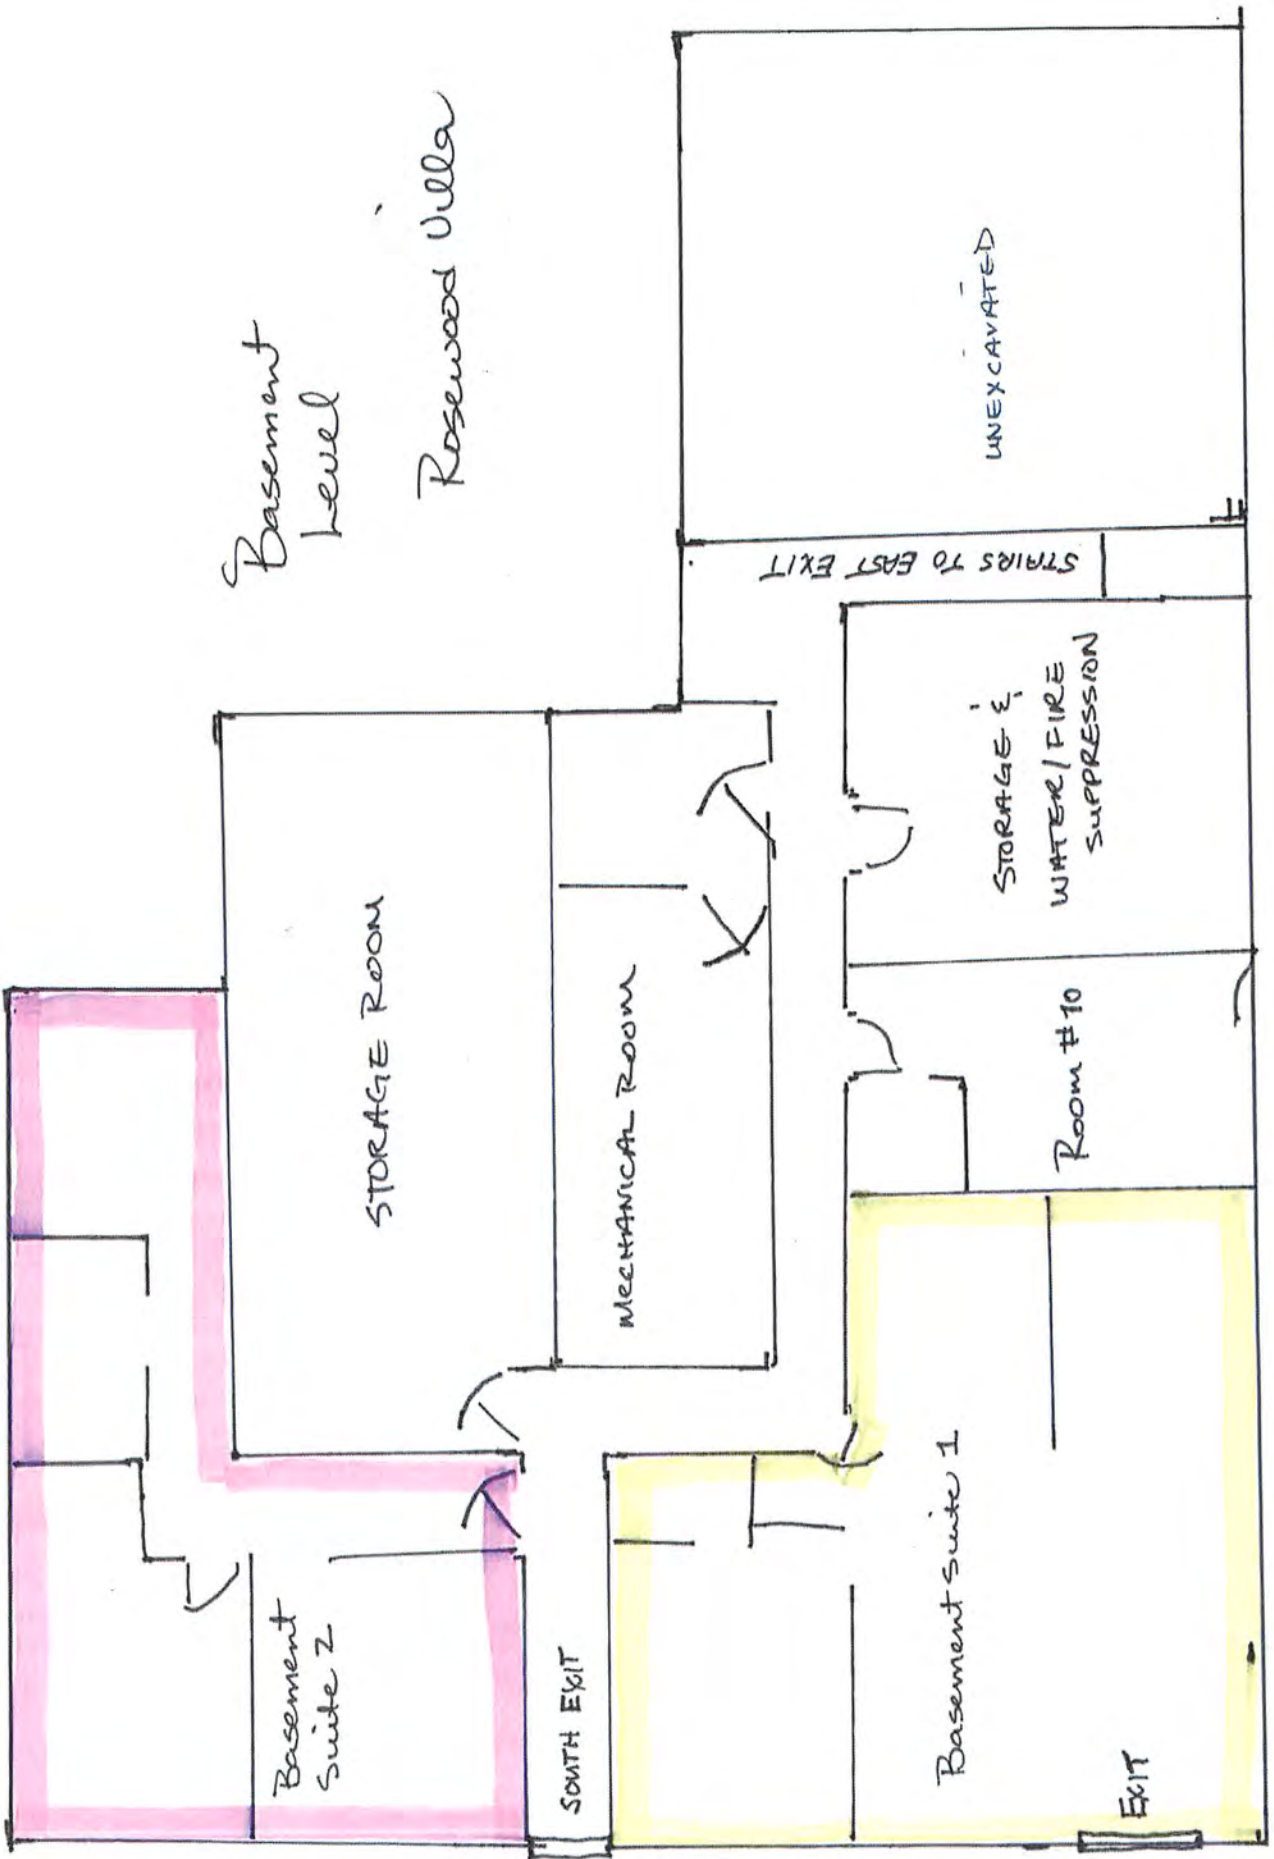 Basement
Level
Rosewood Villa
STORAGE ROOM
MECHANICAL ROOM
Basement
Suite 2
SOUTH EXIT
Basement Suite 1
EXIT
Room #10
STORAGE &
WATER/FIRE
SUPPRESSION
STAIRS TO EAST EXIT
UNEXCAVATED